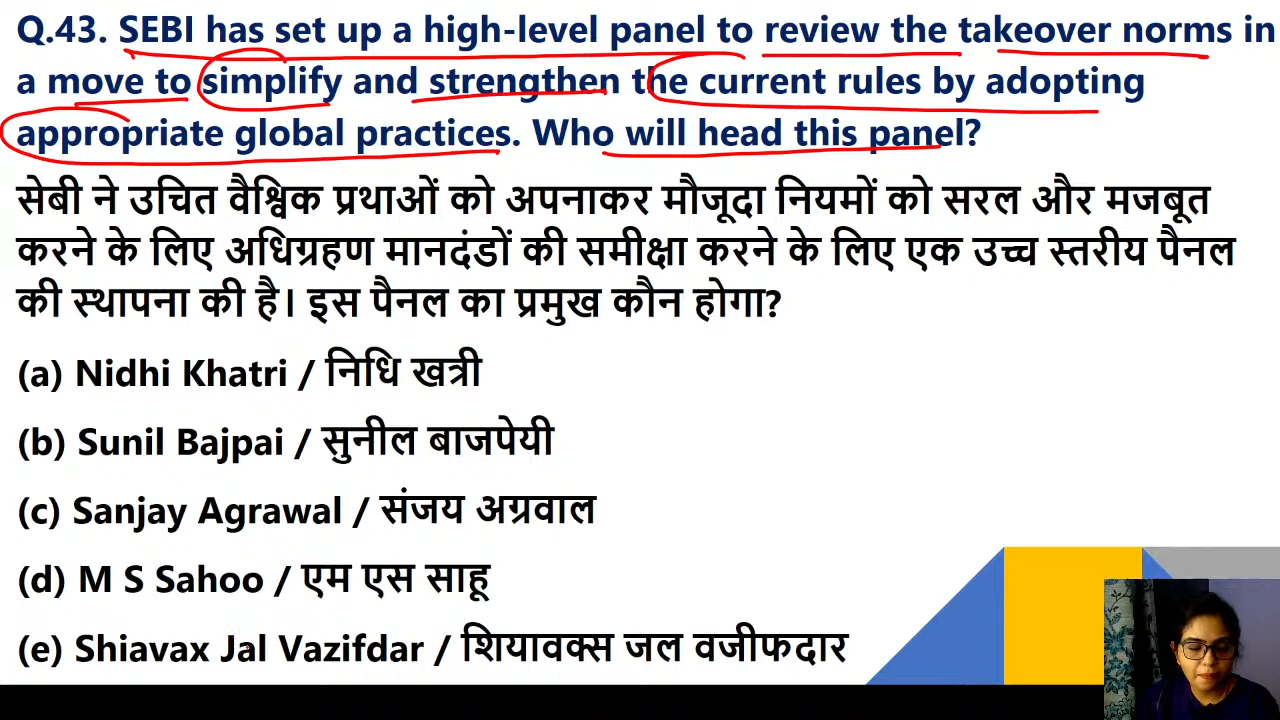 Q.43. SEBI has set up a high-level panel to review the takeover norms in
a move to simplify and strengthen the current rules by adopting
appropriate global practices. Who will head this panel?
सेबी ने उचित वैश्विक प्रथाओं को अपनाकर मौजूदा नियमों को सरल और मजबूत
करने के लिए अधिग्रहण मानदंडों की समीक्षा करने के लिए एक उच्च स्तरीय पैनल
की स्थापना की है। इस पैनल का प्रमुख कौन होगा?
(a) Nidhi Khatri / निधि खत्री
(b) Sunil Bajpai / सुनील बाजपेयी
(c) Sanjay Agrawal / संजय अग्रवाल
(d) M S Sahoo / एम एस साहू
(e) Shiavax Jal Vazifdar / शियावक्स जल वजीफदार